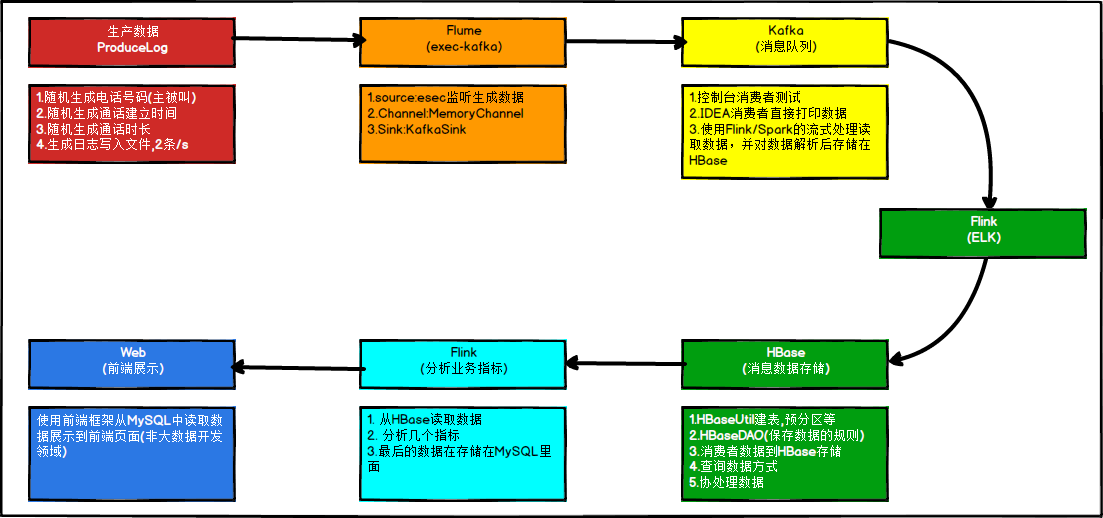 生产数据
ProduceLog
Flume
(exec-kafka)
Kafka
(消息队列)
1.随机生成电话号码(主被叫)
2.随机生成通话建立时间
3.随机生成通话时长
4.生成日志写入文件,2条/s
1.source:esec监听生成数据
2.Channel:MemoryChannel
3.Sink:KafkaSink
1.控制台消费者测试
2.IDEA消费者直接打印数据
3.使用Flink/Spark的流式处理读
取数据，并对数据解析后存储在
HBase
Flink
(ELK)
Web
(前端展示)
Flink
(分析业务指标)
HBase
(消息数据存储)
使用前端框架从MySQL中读取数
据展示到前端页面(非大数据开发
领域)
1. 从HBase读取数据
2. 分析几个指标
3.最后的数据在存储在MySQL里
面
1.HBaseUtil建表,预分区等
2.HBaseDAO(保存数据的规则)
3.消费者数据到HBase存储
4.查询数据方式
5.协处理数据